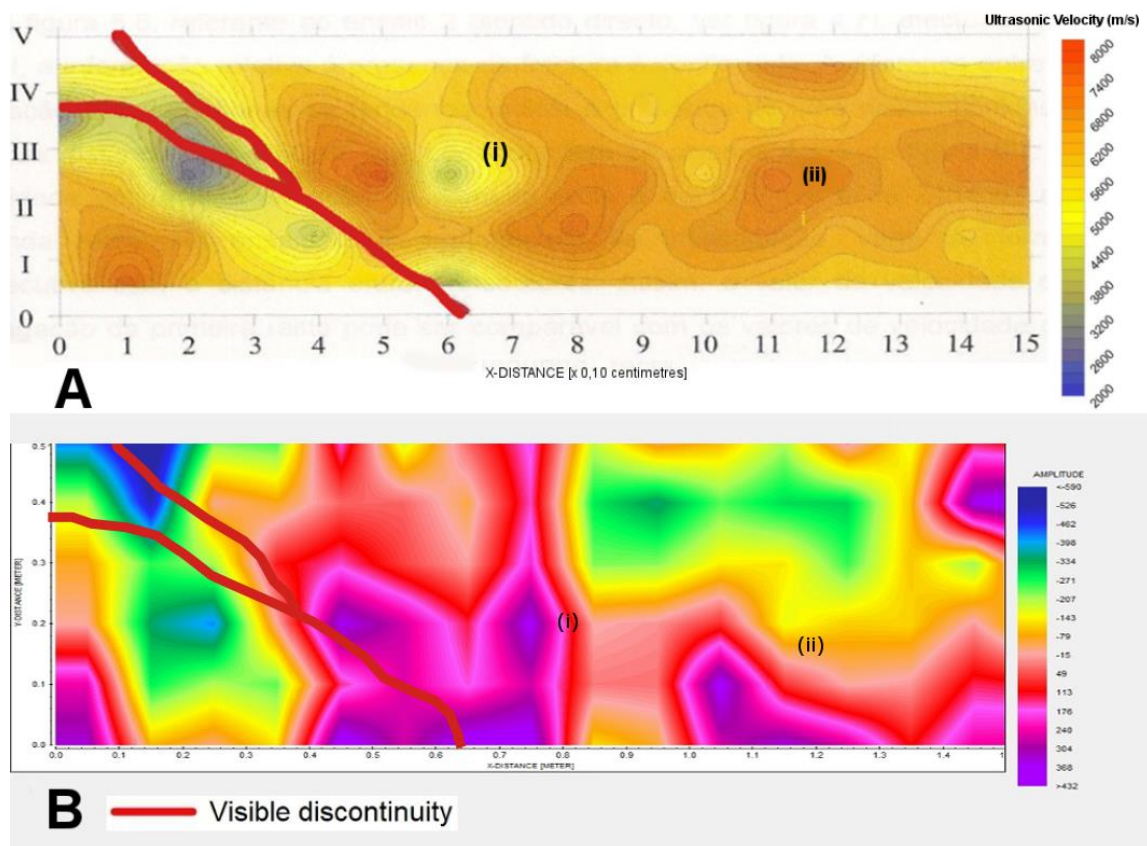 Ultrasonic Velocity (m/s)
V
IV
III
II
I
0
(i)
(ii)
8000
7400
6800
6200
5600
5000
4400
3800
3200
2600
2000
0 1 2 3 4 5 6 7 8 9 10 11 12 13 14 15
X-DISTANCE [x 0,10 centimetres]
A
0.5
0.4
0.3
0.2
0.1
0.0
Y-DISTANCE [METER]
(i)
(ii)
0.0 0.1 0.2 0.3 0.4 0.5 0.6 0.7 0.8 0.9 1.0 1.1 1.2 1.3 1.4
X-DISTANCE [METER]
AMPLITUDE
<-590
-526
-462
-398
-334
-271
-207
-143
-79
-15
49
113
176
240
304
368
>432
B
Visible discontinuity